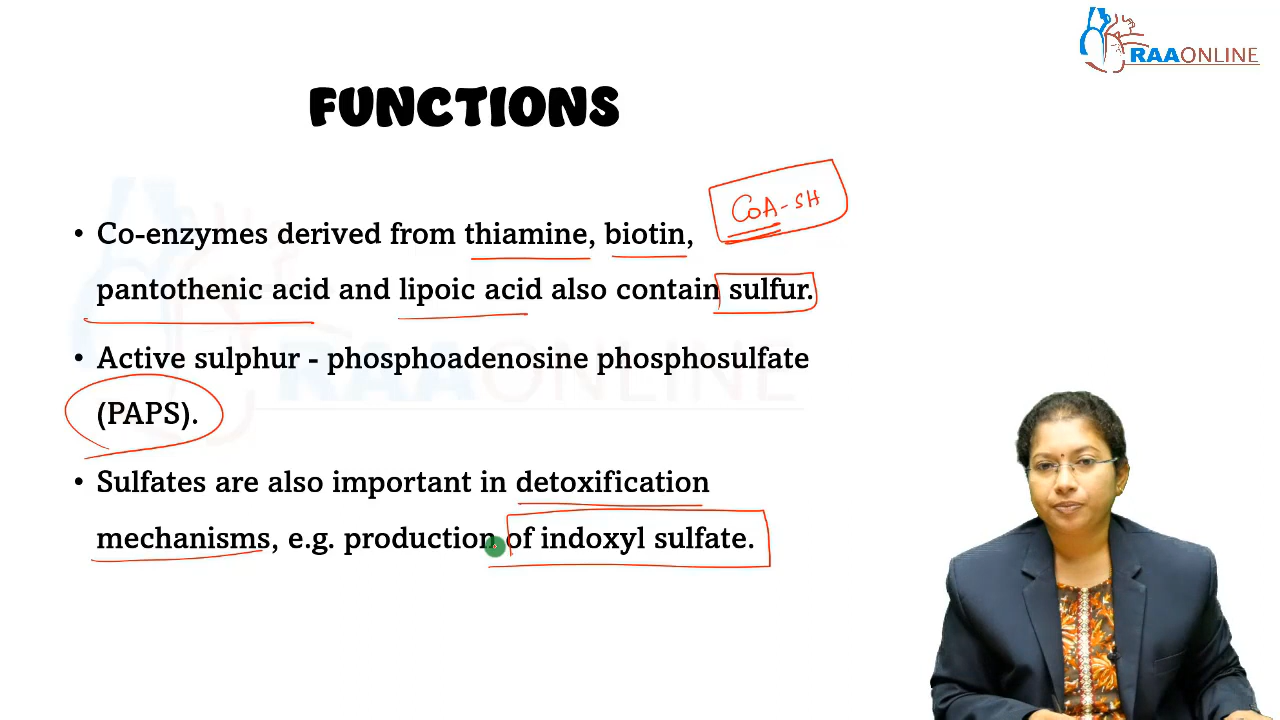 RAAONLINE
FUNCTIONS
CoA-SH
• Co-enzymes derived from thiamine, biotin,
pantothenic acid and lipoic acid also contain sulfur.
• Active sulphur - phosphoadenosine phosphosulfate
(PAPS).
• Sulfates are also important in detoxification
mechanisms, e.g. production of indoxyl sulfate.
RAAONLINE